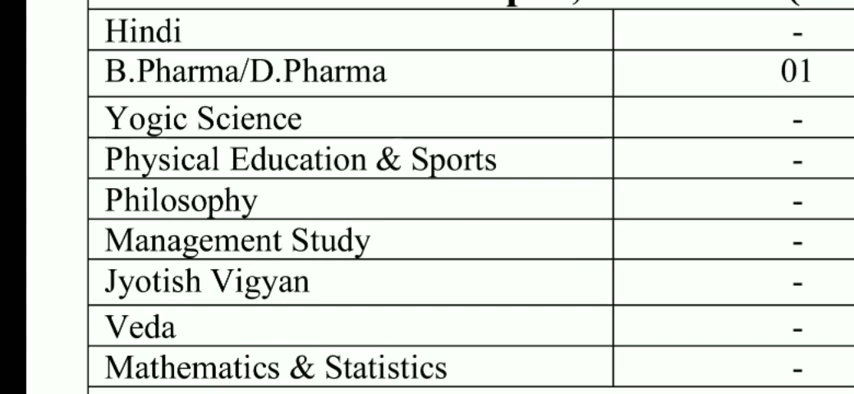 Hindi -
B.Pharma/D.Pharma 01
Yogic Science -
Physical Education & Sports -
Philosophy -
Management Study -
Jyotish Vigyan -
Veda -
Mathematics & Statistics -